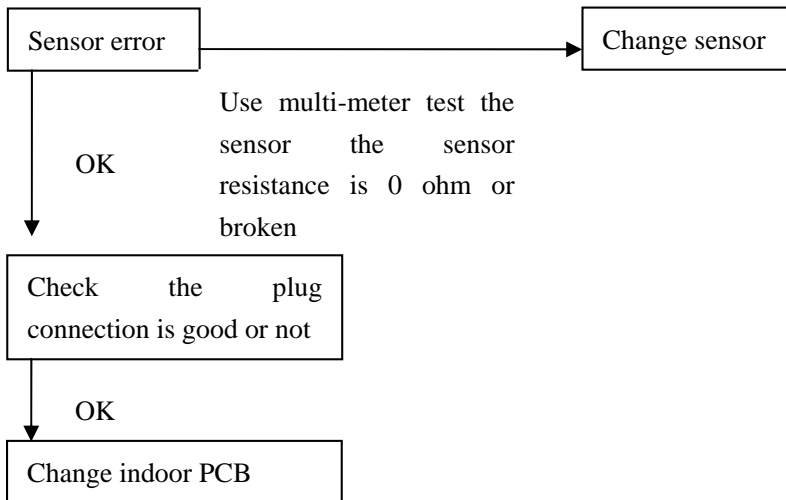 Sensor error
Change sensor
Use multi-meter test the
sensor the sensor
resistance is 0 ohm or
broken
OK
Check the plug
connection is good or not
OK
Change indoor PCB